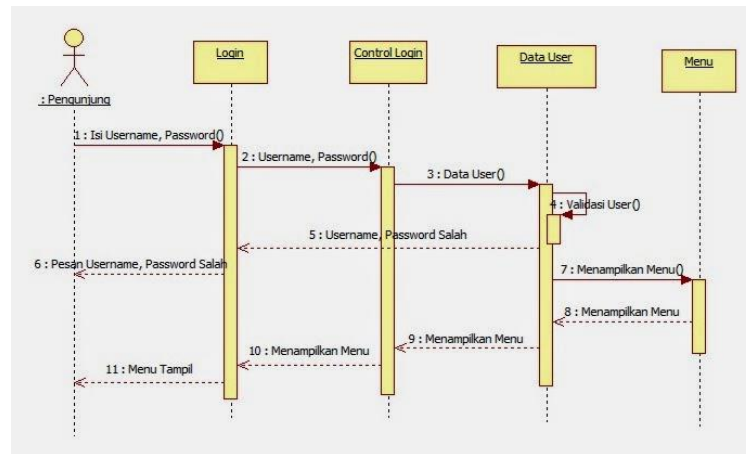 Login
Control Login
Data User
Menu
: Pengunjung
1 : Isi Username, Password()
2 : Username, Password()
3 : Data User()
4 : Validasi User()
5 : Username, Password Salah
6 : Pesan Username, Password Salah
7 : Menampilkan Menu()
8 : Menampilkan Menu
9 : Menampilkan Menu
10 : Menampilkan Menu
11 : Menu Tampil